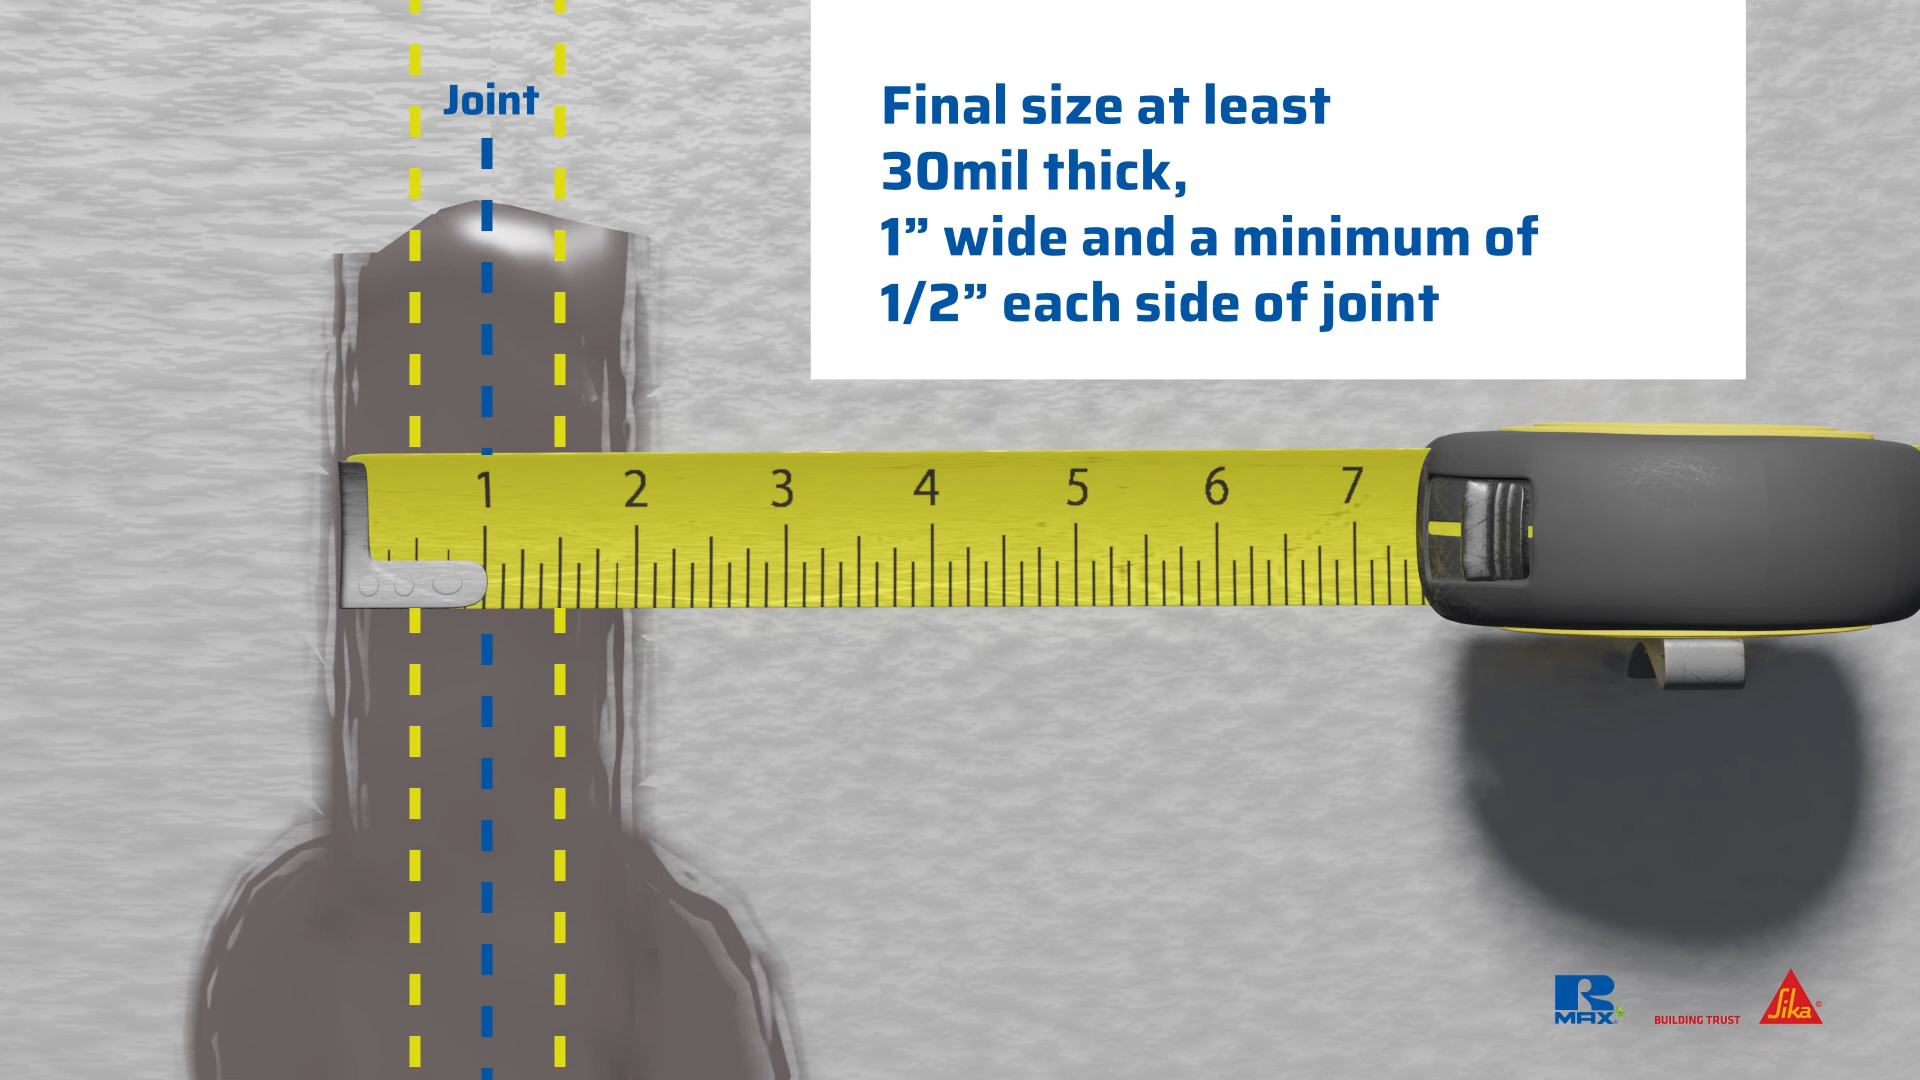 Joint
Final size at least
30mil thick,
1” wide and a minimum of
1/2” each side of joint
1 2 3 4 5 6 7
R
MAX
BUILDING TRUST
Sika®